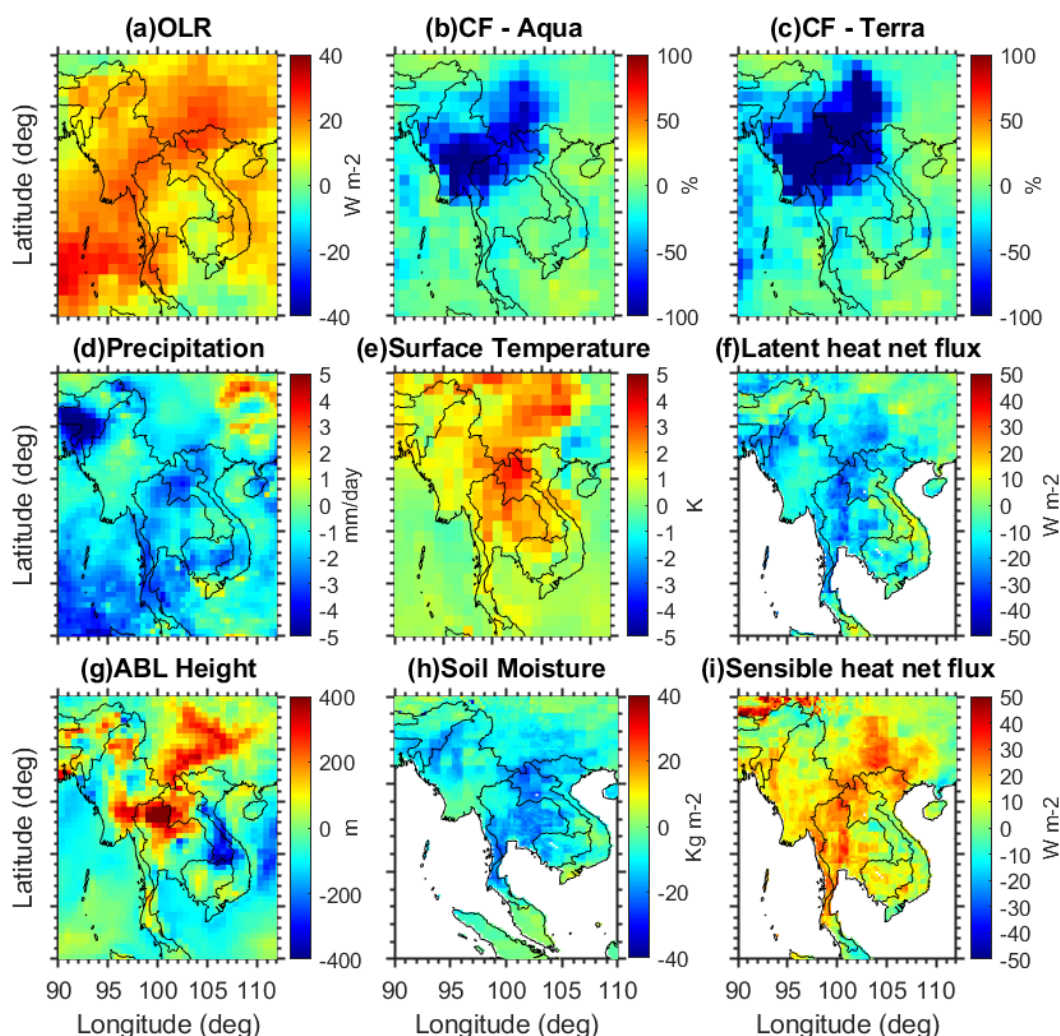 (a)OLR
(b)CF - Aqua
(c)CF - Terra
Latitude (deg)
40
20
0
-20
-40
W m-2
100
50
0
-50
-100
%
100
50
0
-50
-100
%
(d)Precipitation
(e)Surface Temperature
(f)Latent heat net flux
Latitude (deg)
5
4
3
2
1
0
-1
-2
-3
-4
-5
mm/day
5
4
3
2
1
0
-1
-2
-3
-4
-5
K
50
40
30
20
10
0
-10
-20
-30
-40
-50
W m-2
(g)ABL Height
(h)Soil Moisture
(i)Sensible heat net flux
Latitude (deg)
400
200
0
-200
-400
m
40
20
0
-20
-40
Kg m-2
50
40
30
20
10
0
-10
-20
-30
-40
-50
W m-2
90 95 100 105 110
90 95 100 105 110
90 95 100 105 110
Longitude (deg)
Longitude (deg)
Longitude (deg)